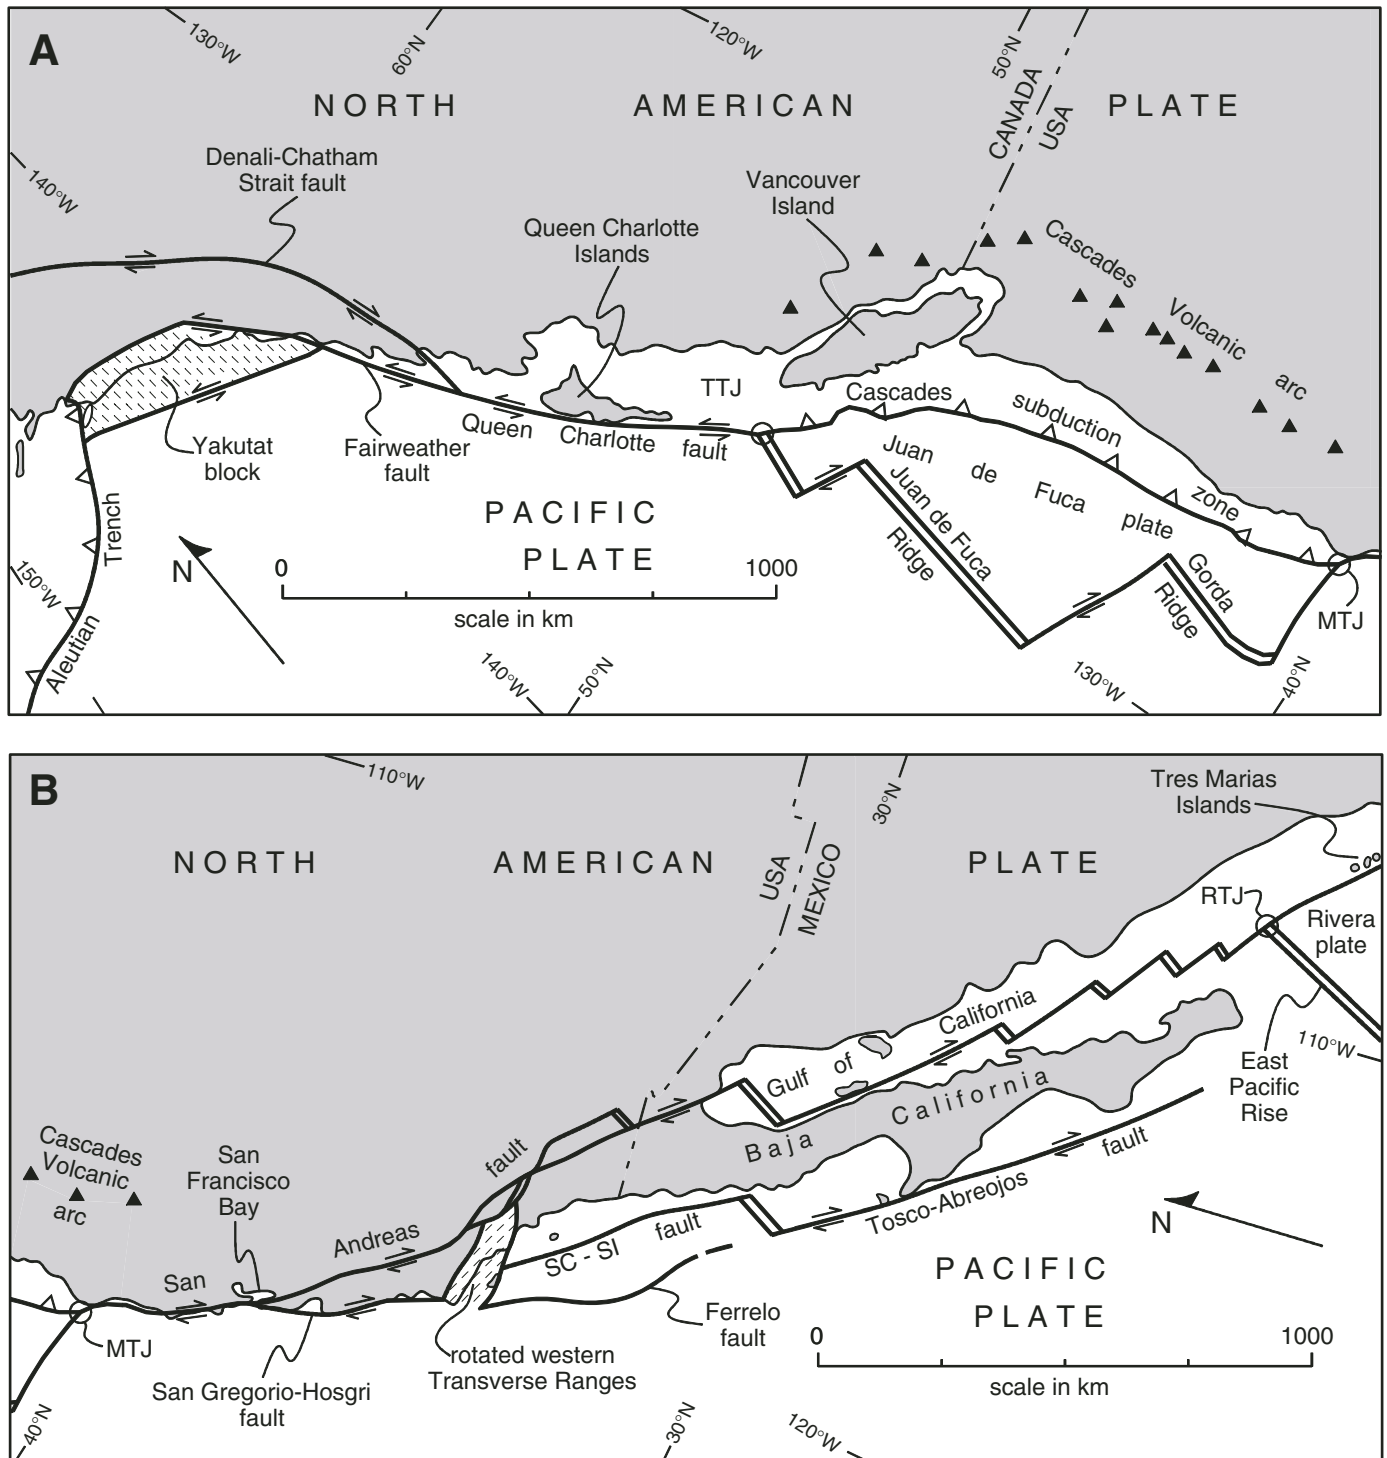 A
130°W
60°N
120°W
50°N
CANADA
USA
NORTH AMERICAN PLATE
140°W
Denali-Chatham
Strait fault
Queen Charlotte
Islands
Vancouver
Island
Cascades
Volcanic
arc
TTJ
Cascades
subduction
zone
Yakutat
block
Fairweather
fault
Queen Charlotte fault
Juan de Fuca plate
Juan de Fuca
Ridge
Gorda
Ridge
MTJ
PACIFIC
PLATE
Trench
Aleutian
150°W
N
0 1000
scale in km
140°W
50°N
130°W
40°N
B
110°W
30°N
Tres Marias
Islands
NORTH AMERICAN PLATE
USA
MEXICO
RTJ
Rivera
plate
Gulf of California
110°W
East
Pacific
Rise
Baja California
Cascades
Volcanic
arc
San
Francisco
Bay
fault
Andreas
San
SC - SI fault
Tosco-Abreojos fault
N
PACIFIC
PLATE
Ferrelo
fault
MTJ
rotated western
Transverse Ranges
San Gregorio-Hosgri
fault
0 1000
scale in km
40°N
30°N
120°W